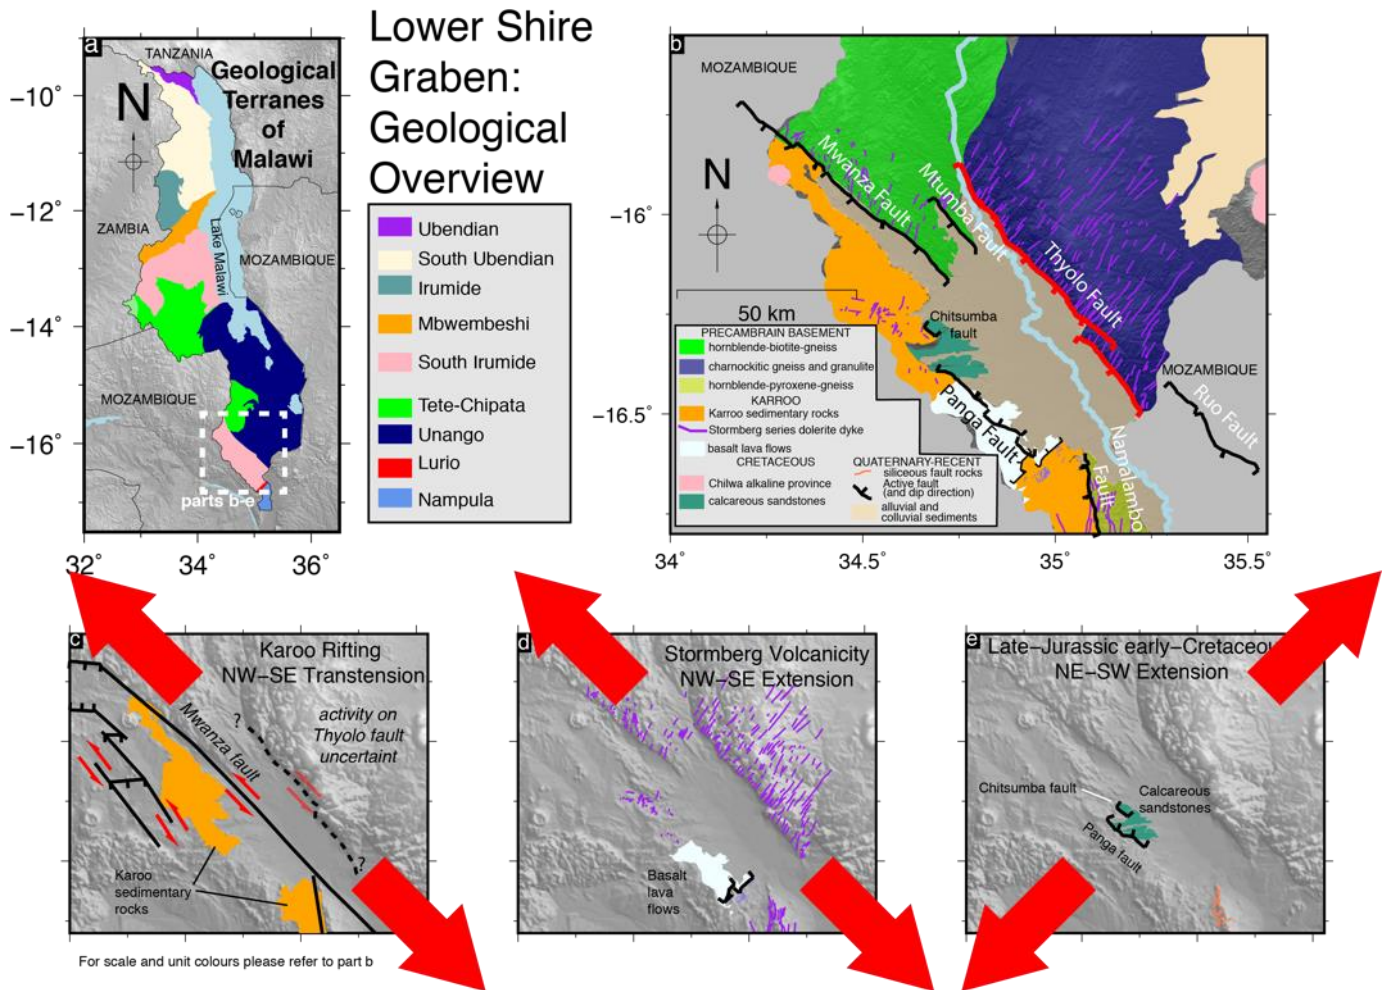 Lower Shire
Graben:
Geological
Overview
a
TANZANIA
Geological
Terranes
of
Malawi
N
ZAMBIA
Lake Malawi
MOZAMBIQUE
MOZAMBIQUE
parts b-e
−10˚
−12˚
−14˚
−16˚
32˚
34˚
36˚
Ubendian
South Ubendian
Irumide
Mbwembeshi
South Irumide
Tete-Chipata
Unango
Lurio
Nampula
b
MOZAMBIQUE
N
Mwanza Fault
Mtumba Fault
Thyolo Fault
50 km
Chitsumba
fault
MOZAMBIQUE
Ruo Fault
Panga Fault
Namalambo
Fault
−16˚
−16.5˚
34˚
34.5˚
35˚
35.5˚
PRECAMBRAIN BASEMENT
hornblende-biotite-gneiss
charnockitic gneiss and granulite
hornblende-pyroxene-gneiss
KARROO
Karroo sedimentary rocks
Stormberg series dolerite dyke
basalt lava flows
CRETACEOUS
Chilwa alkaline province
calcareous sandstones
QUATERNARY-RECENT
siliceous fault rocks
Active fault
(and dip direction)
alluvial and
colluvial sediments
c
Karoo Rifting
NW−SE Transtension
Mwanza fault
?
activity on
Thyolo fault
uncertaint
?
Karoo
sedimentary
rocks
For scale and unit colours please refer to part b
d
Stormberg Volcanicity
NW−SE Extension
Basalt
lava
flows
e
Late−Jurassic early−Cretaceou
NE−SW Extension
Chitsumba fault
Calcareous
sandstones
Panga fault